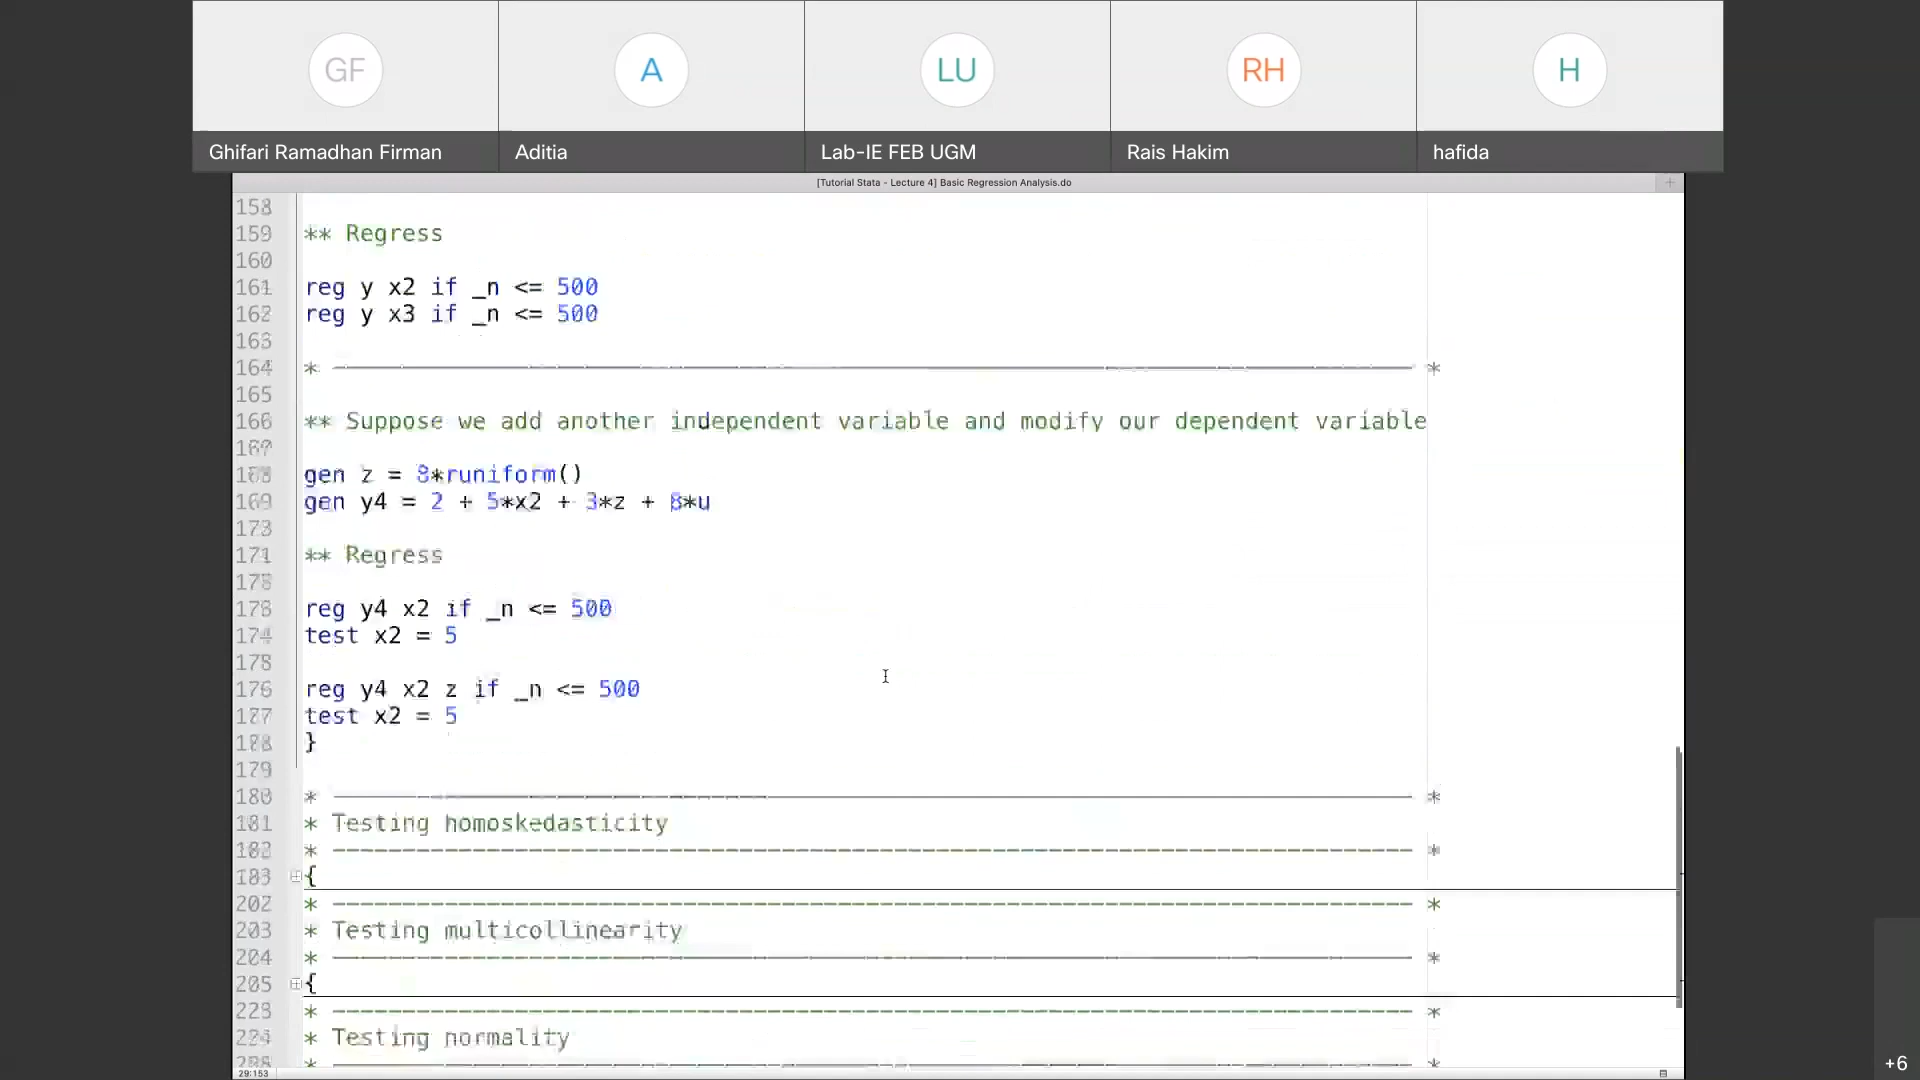 GF
A
LU
RH
H
Ghifari Ramadhan Firman
Aditia
Lab-IE FEB UGM
Rais Hakim
hafida
[Tutorial Stata - Lecture 4] Basic Regression Analysis.do
158
159 ** Regress
160
161 reg y x2 if _n <= 500
162 reg y x3 if _n <= 500
163
164 * *
165
166 ** Suppose we add another independent variable and modify our dependent variable
167
168 gen z = 8*runiform()
169 gen y4 = 2 + 5*x2 + 3*z + 8*u
170
171 ** Regress
172
173 reg y4 x2 if _n <= 500
174 test x2 = 5
175
176 reg y4 x2 z if _n <= 500
177 test x2 = 5
178 }
179
180 * *
181 * Testing homoskedasticity
182 * *
183 {
202 * *
203 * Testing multicollinearity
204 * *
205 {
223 * *
224 * Testing normality
225 * *
29:153
+6